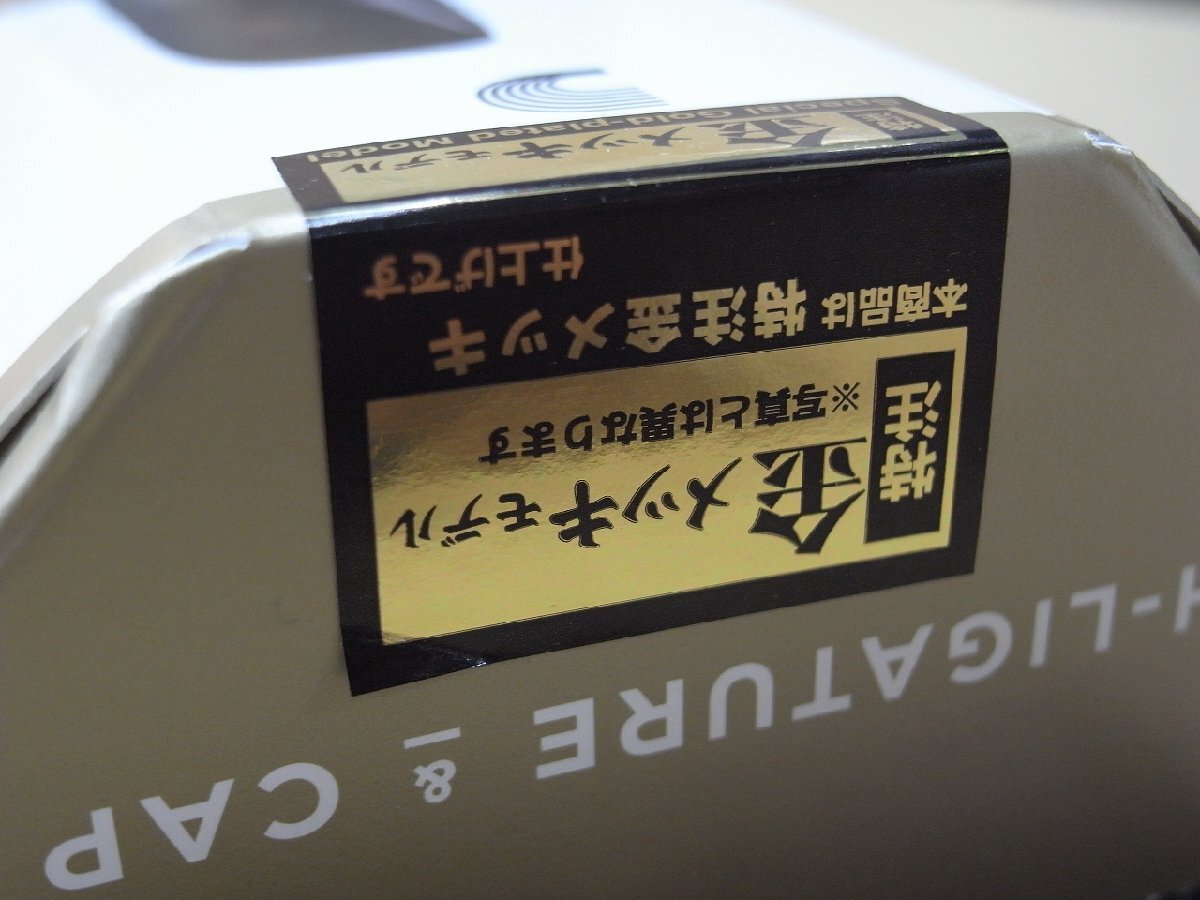 H-LIGATURE & CAP
特注
金メッキモデル
※写真とは異なります
本商品は 特注金メッキ
仕上げです
特注
金メッキモデル
Special Gold-plated Model